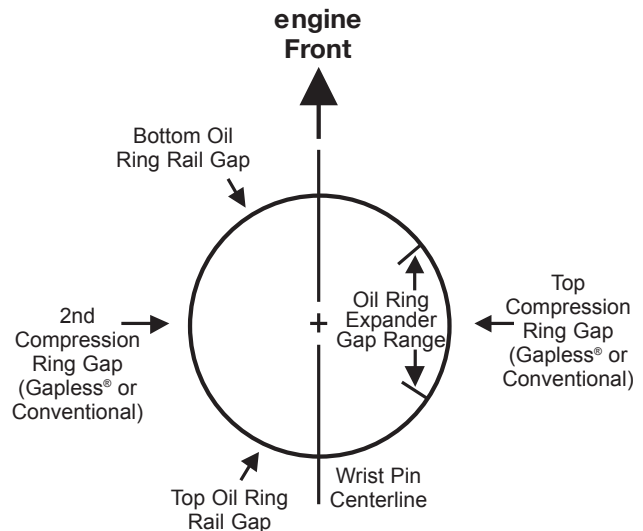 engine
Front
Bottom Oil
Ring Rail Gap
2nd
Compression
Ring Gap
(Gapless® or
Conventional)
Oil Ring
Expander
Gap Range
Top
Compression
Ring Gap
(Gapless® or
Conventional)
Top Oil Ring
Rail Gap
Wrist Pin
Centerline